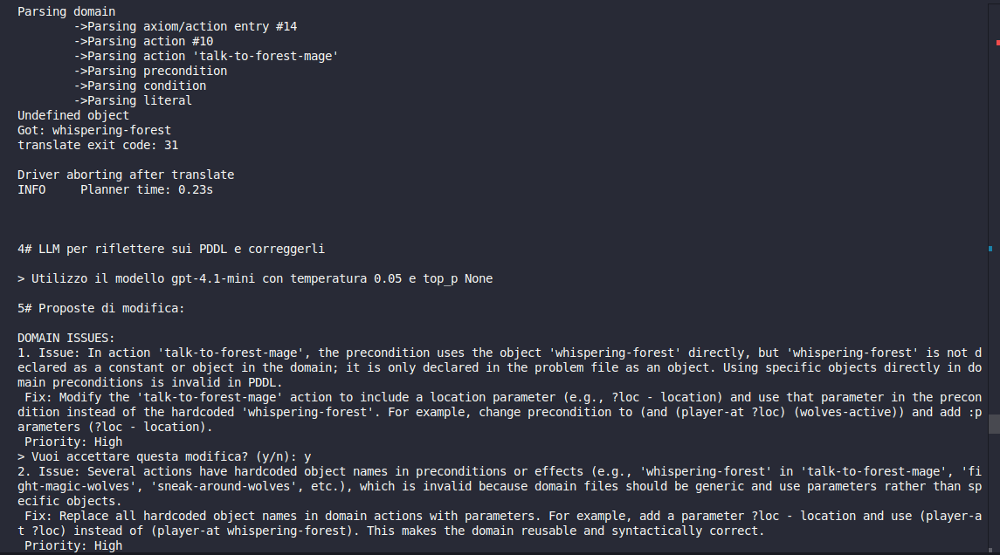 Parsing domain
->Parsing axiom/action entry #14
->Parsing action #10
->Parsing action 'talk-to-forest-mage'
->Parsing precondition
->Parsing condition
->Parsing literal
Undefined object
Got: whispering-forest
translate exit code: 31
Driver aborting after translate
INFO     Planner time: 0.23s
4# LLM per riflettere sui PDDL e correggerli
> Utilizzo il modello gpt-4.1-mini con temperatura 0.05 e top_p None
5# Proposte di modifica:
DOMAIN ISSUES:
1. Issue: In action 'talk-to-forest-mage', the precondition uses the object 'whispering-forest' directly, but 'whispering-forest' is not d
eclared as a constant or object in the domain; it is only declared in the problem file as an object. Using specific objects directly in do
main preconditions is invalid in PDDL.
Fix: Modify the 'talk-to-forest-mage' action to include a location parameter (e.g., ?loc - location) and use that parameter in the precon
dition instead of the hardcoded 'whispering-forest'. For example, change precondition to (and (player-at ?loc) (wolves-active)) and add :p
arameters (?loc - location).
Priority: High
> Vuoi accettare questa modifica? (y/n): y
2. Issue: Several actions have hardcoded object names in preconditions or effects (e.g., 'whispering-forest' in 'talk-to-forest-mage', 'fi
ght-magic-wolves', 'sneak-around-wolves', etc.), which is invalid because domain files should be generic and use parameters rather than sp
ecific objects.
Fix: Replace all hardcoded object names in domain actions with parameters. For example, add a parameter ?loc - location and use (player-a
t ?loc) instead of (player-at whispering-forest). This makes the domain reusable and syntactically correct.
Priority: High